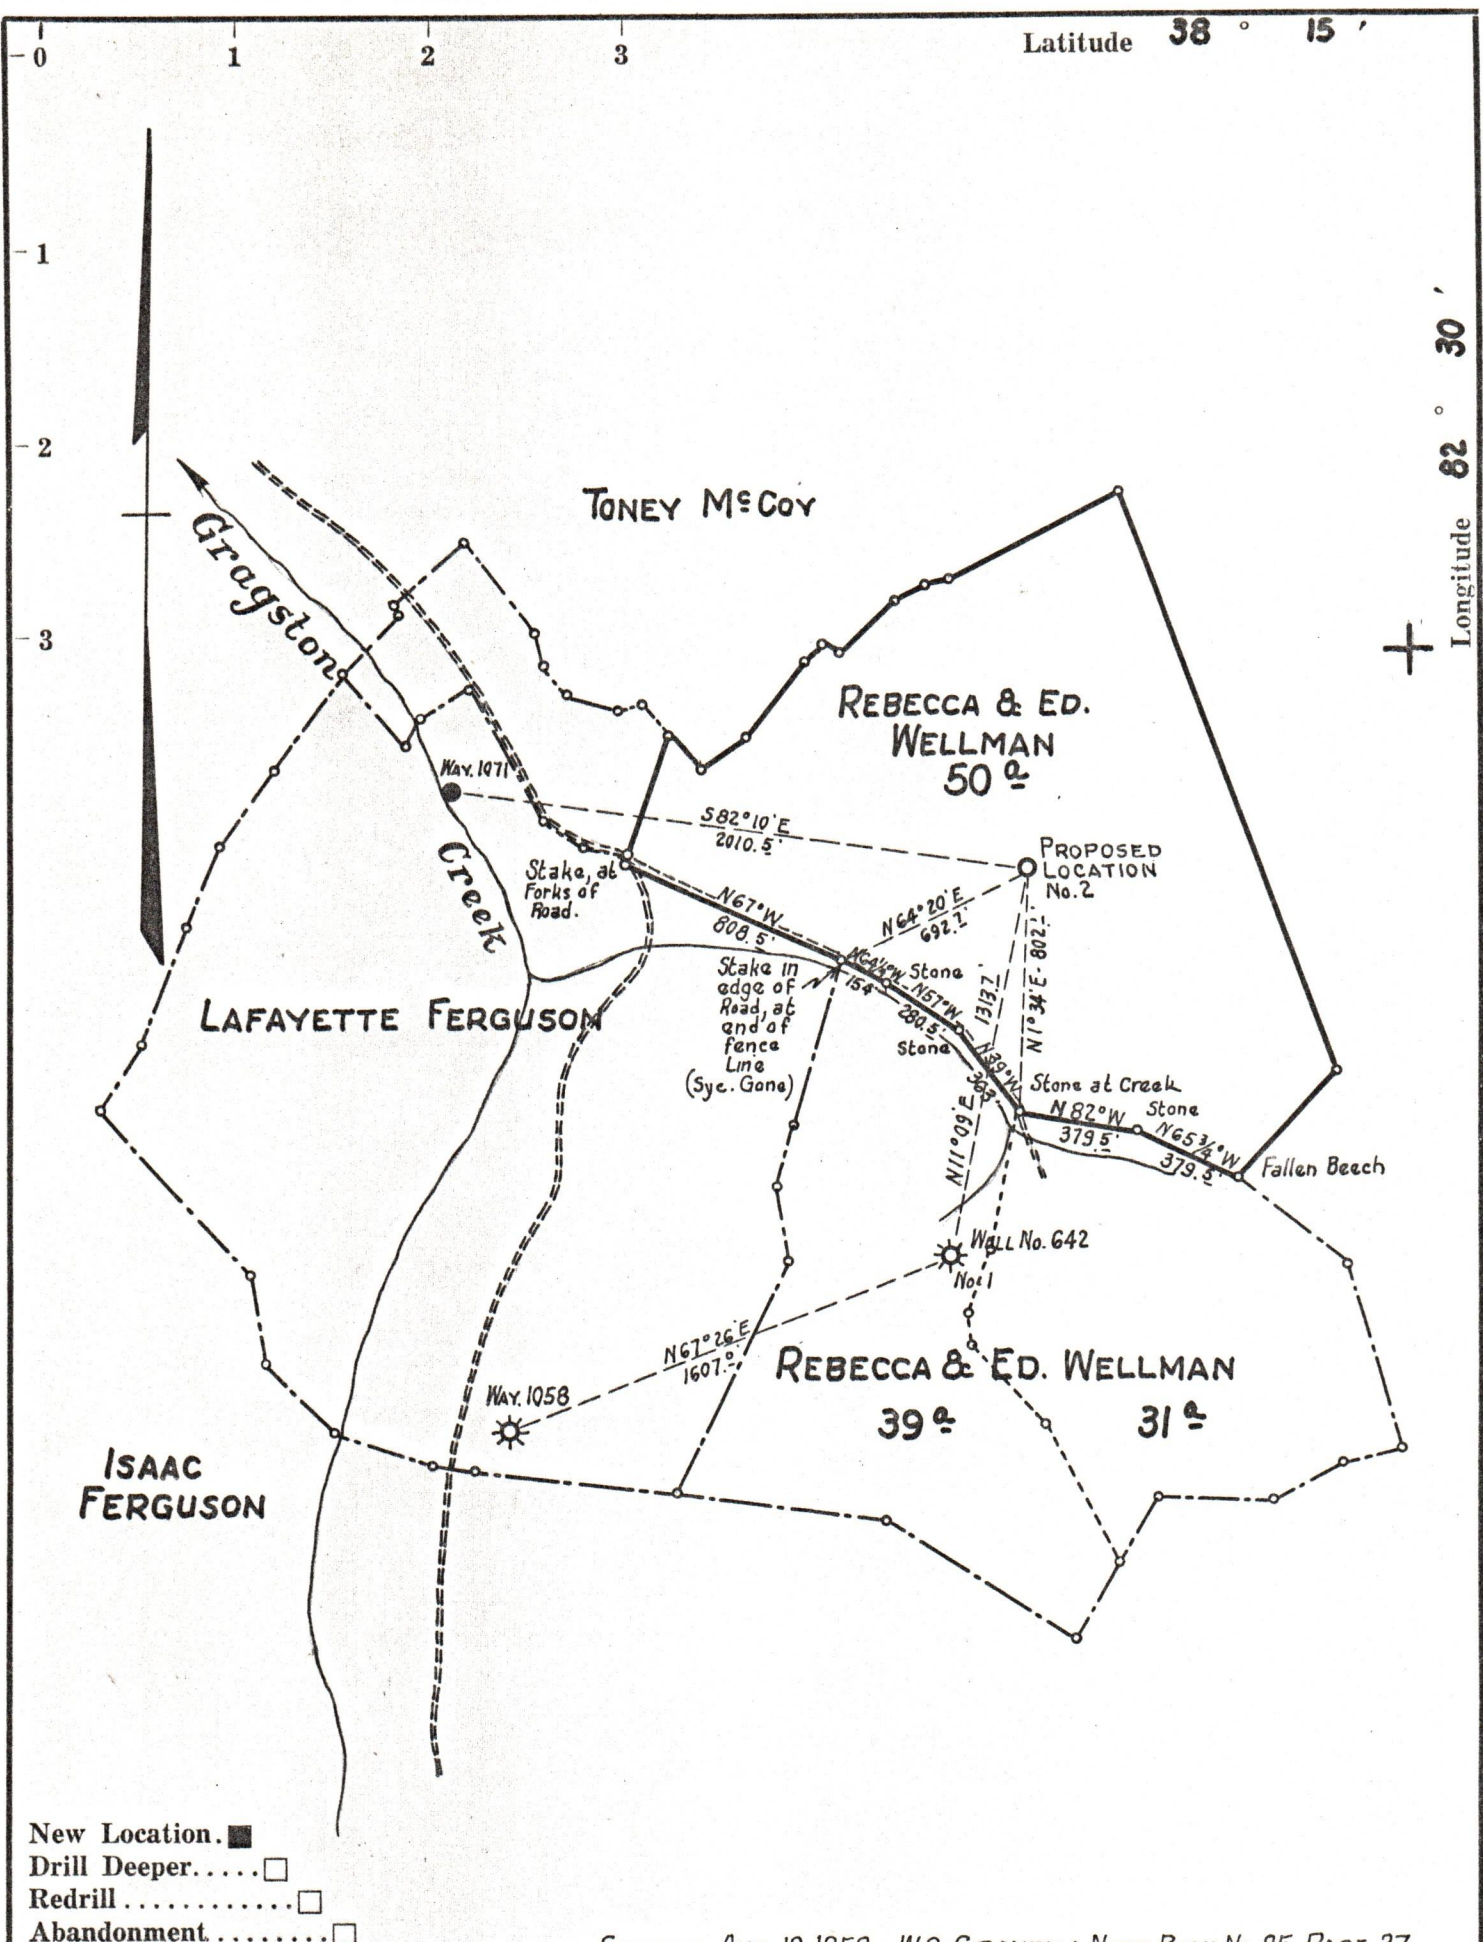 0
1
2
3
Latitude 38 ° 15 ′
1
2
3
Longitude 82 ° 30 ′
TONEY McCOY
Gragston
Creek
REBECCA & ED.
WELLMAN
50 a
WAY. 1071
S82°10'E
2010.5'
PROPOSED
LOCATION
No. 2
Stake, at
Forks of
Road.
N67°W
808.5'
N64°20'E
692.7'
N64½°W
154'
Stone
N57°W
280.5'
Stone
1313.7'
N11°09'E
N1°34'E - 802.1'
N39°W
363'
Stake in
edge of
Road, at
end of
fence
Line
(Syc. Gone)
LAFAYETTE FERGUSON
Stone at Creek
N82°W
379.5'
Stone
N65¾°W
379.5'
Fallen Beech
WELL No. 642
No. 1
N67°26'E
1607.0'
WAY. 1058
REBECCA & ED. WELLMAN
39 a
31 a
ISAAC
FERGUSON
New Location. ■
Drill Deeper.....□
Redrill............□
Abandonment........□